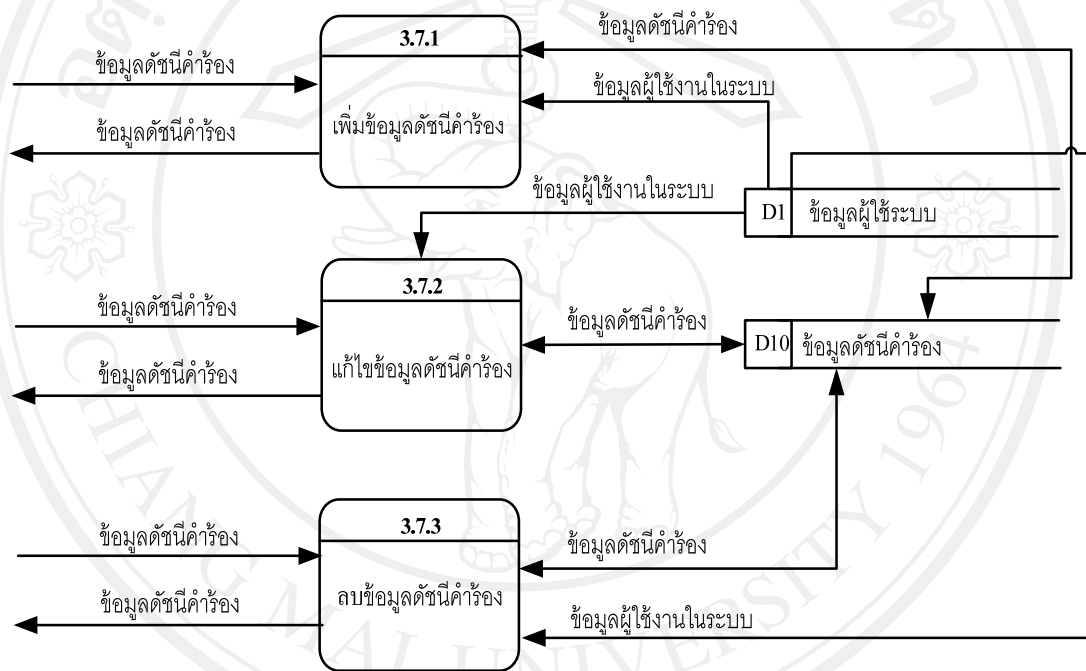 3.7.1
ข้อมูลดัชนีคำร้อง
ข้อมูลดัชนีคำร้อง
ข้อมูลผู้ใช้งานในระบบ
เพิ่มข้อมูลดัชนีคำร้อง
ข้อมูลดัชนีคำร้อง
ข้อมูลผู้ใช้งานในระบบ
D1 ข้อมูลผู้ใช้ระบบ
3.7.2
ข้อมูลดัชนีคำร้อง
ข้อมูลดัชนีคำร้อง
D10 ข้อมูลดัชนีคำร้อง
แก้ไขข้อมูลดัชนีคำร้อง
ข้อมูลดัชนีคำร้อง
3.7.3
ข้อมูลดัชนีคำร้อง
ข้อมูลดัชนีคำร้อง
ลบข้อมูลดัชนีคำร้อง
ข้อมูลดัชนีคำร้อง
ข้อมูลผู้ใช้งานในระบบ
CHIANG MAI UNIVERSITY 1964